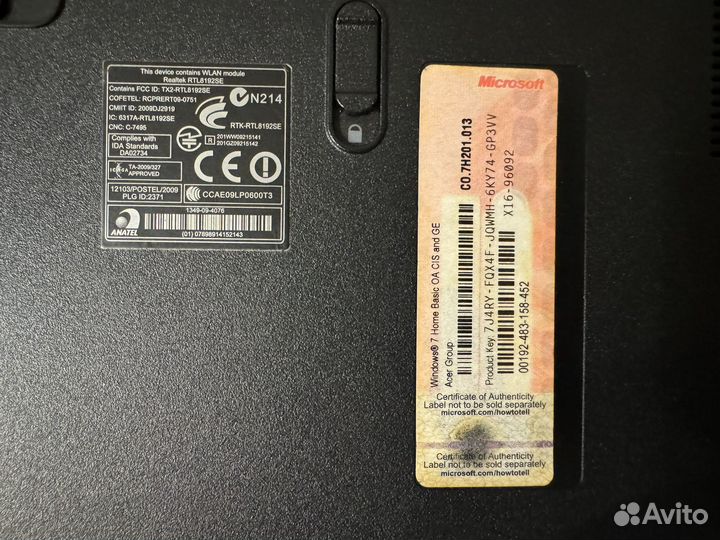 This device contains WLAN module
Realtek RTL8192SE
Contains FCC ID: TX2-RTL8192SE
COFETEL: RCPRERT09-0751
CMIIT ID: 2009DJ2919
IC: 6317A-RTL8192SE
CNC: C-7495
N214
RTK-RTL8192SE
Complies with
IDA Standards
DA02734
R 201WW09215141
201GZ09215142
TA-2009/327
APPROVED
CE
12103/POSTEL/2009
PLG ID:2371
CCAE09LP0600T3
ANATEL
1349-09-4076
(01) 07898914152143
Microsoft
Windows® 7 Home Basic OA CIS and GE
Acer Group
CO.7H201.013
Product Key: 7J4RY-FQX4F-JQWMH-6KY74-GP3VV
00192-483-158-452
X16-96092
Certificate of Authenticity
Label not to be sold separately
microsoft.com/howtotell
Certificate of Authenticity
Label not to be sold separately
microsoft.com/howtotell
Avito